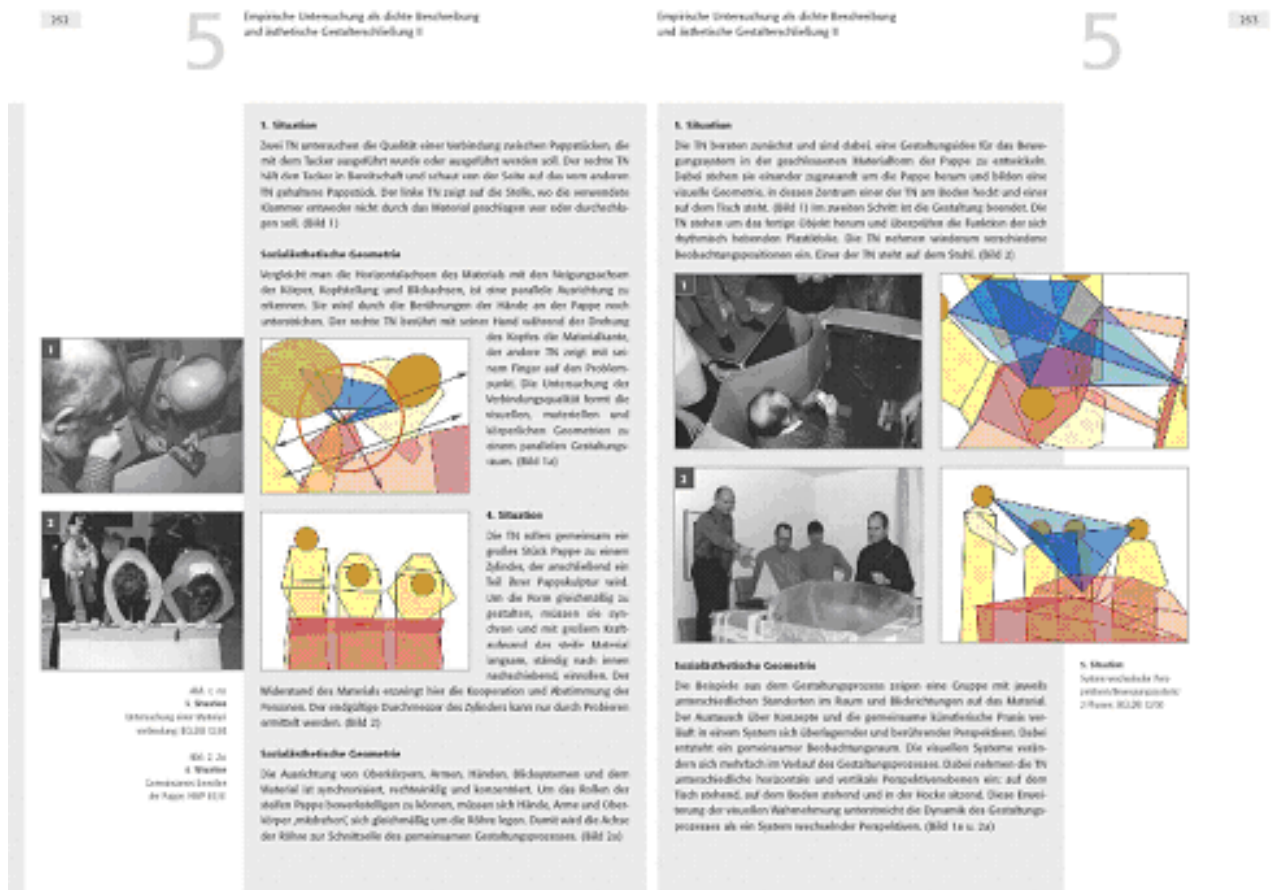 252
5
Empirische Untersuchung als dichte Beschreibung
und ästhetische Gestalterschließung II
3. Situation
Zwei TN untersuchen die Qualität einer Verbindung zwischen Pappstücken, die
mit dem Tacker ausgeführt wurde oder ausgeführt werden soll. Der rechte TN
hält den Tacker in Bereitschaft und schaut von der Seite auf das vom anderen
TN gehaltene Pappstück. Der linke TN zeigt auf die Stelle, wo die verwendete
Klammer entweder nicht durch das Material geschlagen war oder durchschla-
gen soll. (Bild 1)
Sozialästhetische Geometrie
Vergleicht man die Horizontalachsen des Materials mit den Neigungsachsen
der Körper, Kopfstellung und Blickachsen, ist eine parallele Ausrichtung zu
erkennen. Sie wird durch die Berührungen der Hände an der Pappe noch
unterstrichen. Der rechte TN berührt mit seiner Hand während der Drehung
des Kopfes die Materialkante,
der andere TN zeigt mit sei-
nem Finger auf den Problem-
punkt. Die Untersuchung der
Verbindungsqualität formt die
visuellen, materiellen und
körperlichen Geometrien zu
einem parallelen Gestaltungs-
raum. (Bild 1a)
4. Situation
Die TN rollen gemeinsam ein
großes Stück Pappe zu einem
Zylinder, der anschließend ein
Teil ihrer Pappskulptur wird.
Um die Form gleichmäßig zu
gestalten, müssen sie syn-
chron und mit großem Kraft-
aufwand das steife Material
langsam, ständig nach innen
nachschiebend, einrollen. Der
Widerstand des Materials erzwingt hier die Kooperation und Abstimmung der
Personen. Der endgültige Durchmesser des Zylinders kann nur durch Probieren
ermittelt werden. (Bild 2)
Sozialästhetische Geometrie
Die Ausrichtung von Oberkörpern, Armen, Händen, Blicksystemen und dem
Material ist synchronisiert, rechtwinklig und konzentriert. Um das Rollen der
steifen Pappe bewerkstelligen zu können, müssen sich Hände, Arme und Ober-
körper „mitdrehen“, sich gleichmäßig um die Röhre legen. Damit wird die Achse
der Röhre zur Schnittstelle des gemeinsamen Gestaltungsprozesses. (Bild 2a)
1
2
3. Situation
Untersuchung einer Material-
verbindung
4. Situation
Gemeinsames Einrollen
der Pappe
Empirische Untersuchung als dichte Beschreibung
und ästhetische Gestalterschließung II
5
253
5. Situation
Die TN beraten zunächst und sind dabei, eine Gestaltungsidee für das Bewe-
gungssystem in der geschlossenen Materialform der Pappe zu entwickeln.
Dabei stehen sie einander zugewandt um die Pappe herum und bilden eine
visuelle Geometrie, in dessen Zentrum einer der TN am Boden hockt und einer
auf dem Tisch steht. (Bild 1) Im zweiten Schritt ist die Gestaltung beendet. Die
TN stehen um das fertige Objekt herum und überprüfen die Funktion der sich
rhythmisch hebenden Plastikfolie. Die TN nehmen wiederum verschiedene
Beobachtungspositionen ein. Einer der TN steht auf dem Stuhl. (Bild 2)
1
2
Sozialästhetische Geometrie
Die Beispiele aus dem Gestaltungsprozess zeigen eine Gruppe mit jeweils
unterschiedlichen Standorten im Raum und Blickrichtungen auf das Material.
Der Austausch über Konzepte und die gemeinsame künstlerische Praxis ver-
läuft in einem System sich überlagernder und berührender Perspektiven. Dabei
entsteht ein gemeinsamer Beobachtungsraum. Die visuellen Systeme verän-
dern sich mehrfach im Verlauf des Gestaltungsprozesses. Dabei nehmen die TN
unterschiedliche horizontale und vertikale Perspektivenebenen ein: auf dem
Tisch stehend, auf dem Boden stehend und in der Hocke sitzend. Diese Erwei-
terung der visuellen Wahrnehmung unterstreicht die Dynamik des Gestaltungs-
prozesses als ein System wechselnder Perspektiven. (Bild 1a u. 2a)
5. Situation